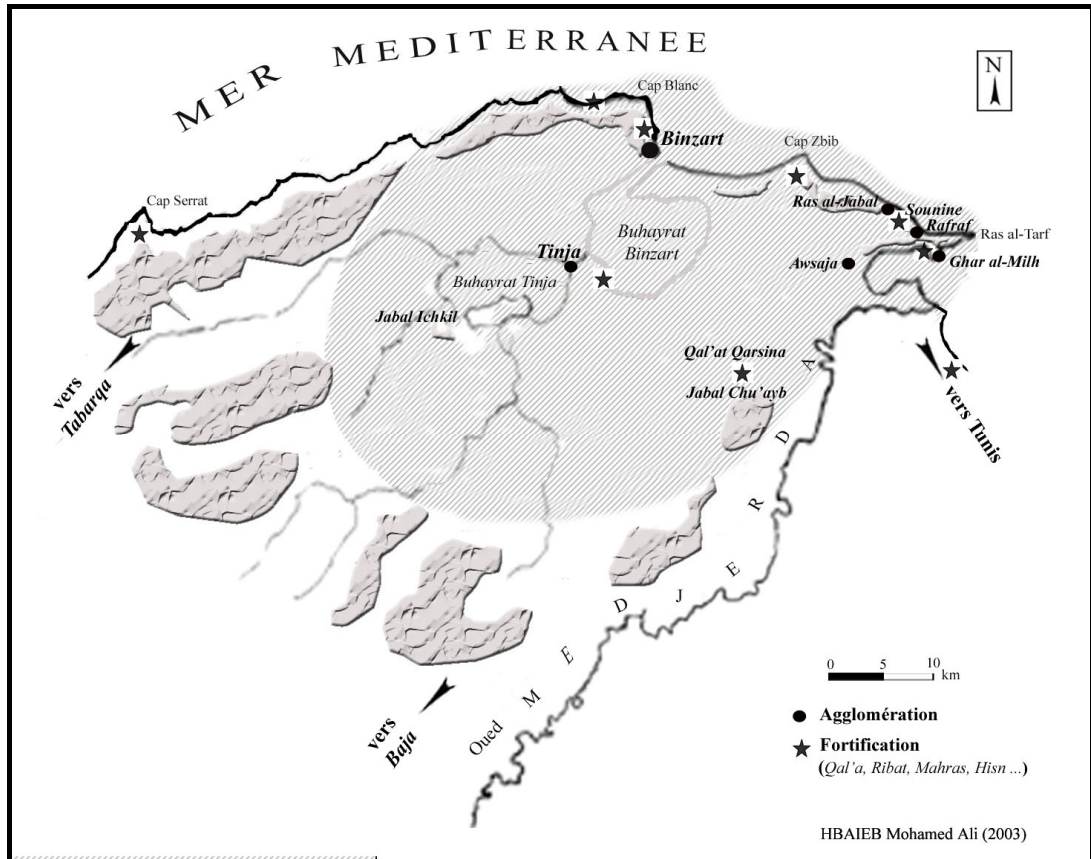 MER MEDITERRANEE
N
Cap Blanc
Binzart
Cap Zbib
Cap Serrat
Ras al-Jabal
Sounine
Rafraf
Ras al-Tarf
Buhayrat
Binzart
Tinja
Awsaja
Ghar al-Milh
Buhayrat Tinja
Jabal Ichkil
Qal'at Qarsina
Jabal Chu'ayb
vers
Tabarqa
vers Tunis
vers
Baja
Oued MEDJERDA
0 5 10
km
Agglomération
Fortification
(Qal'a, Ribat, Mahras, Hisn ...)
HBAIEB Mohamed Ali (2003)